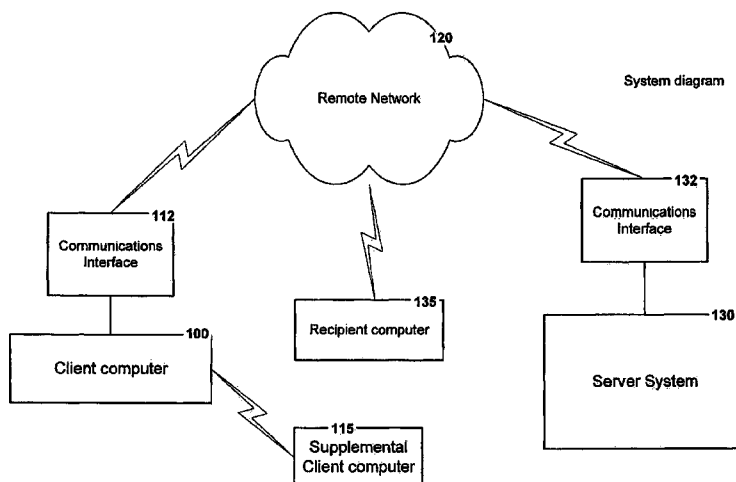 120
Remote Network
System diagram
112
Communications
Interface
132
Communications
Interface
135
Recipient computer
100
Client computer
130
Server System
115
Supplemental
Client computer